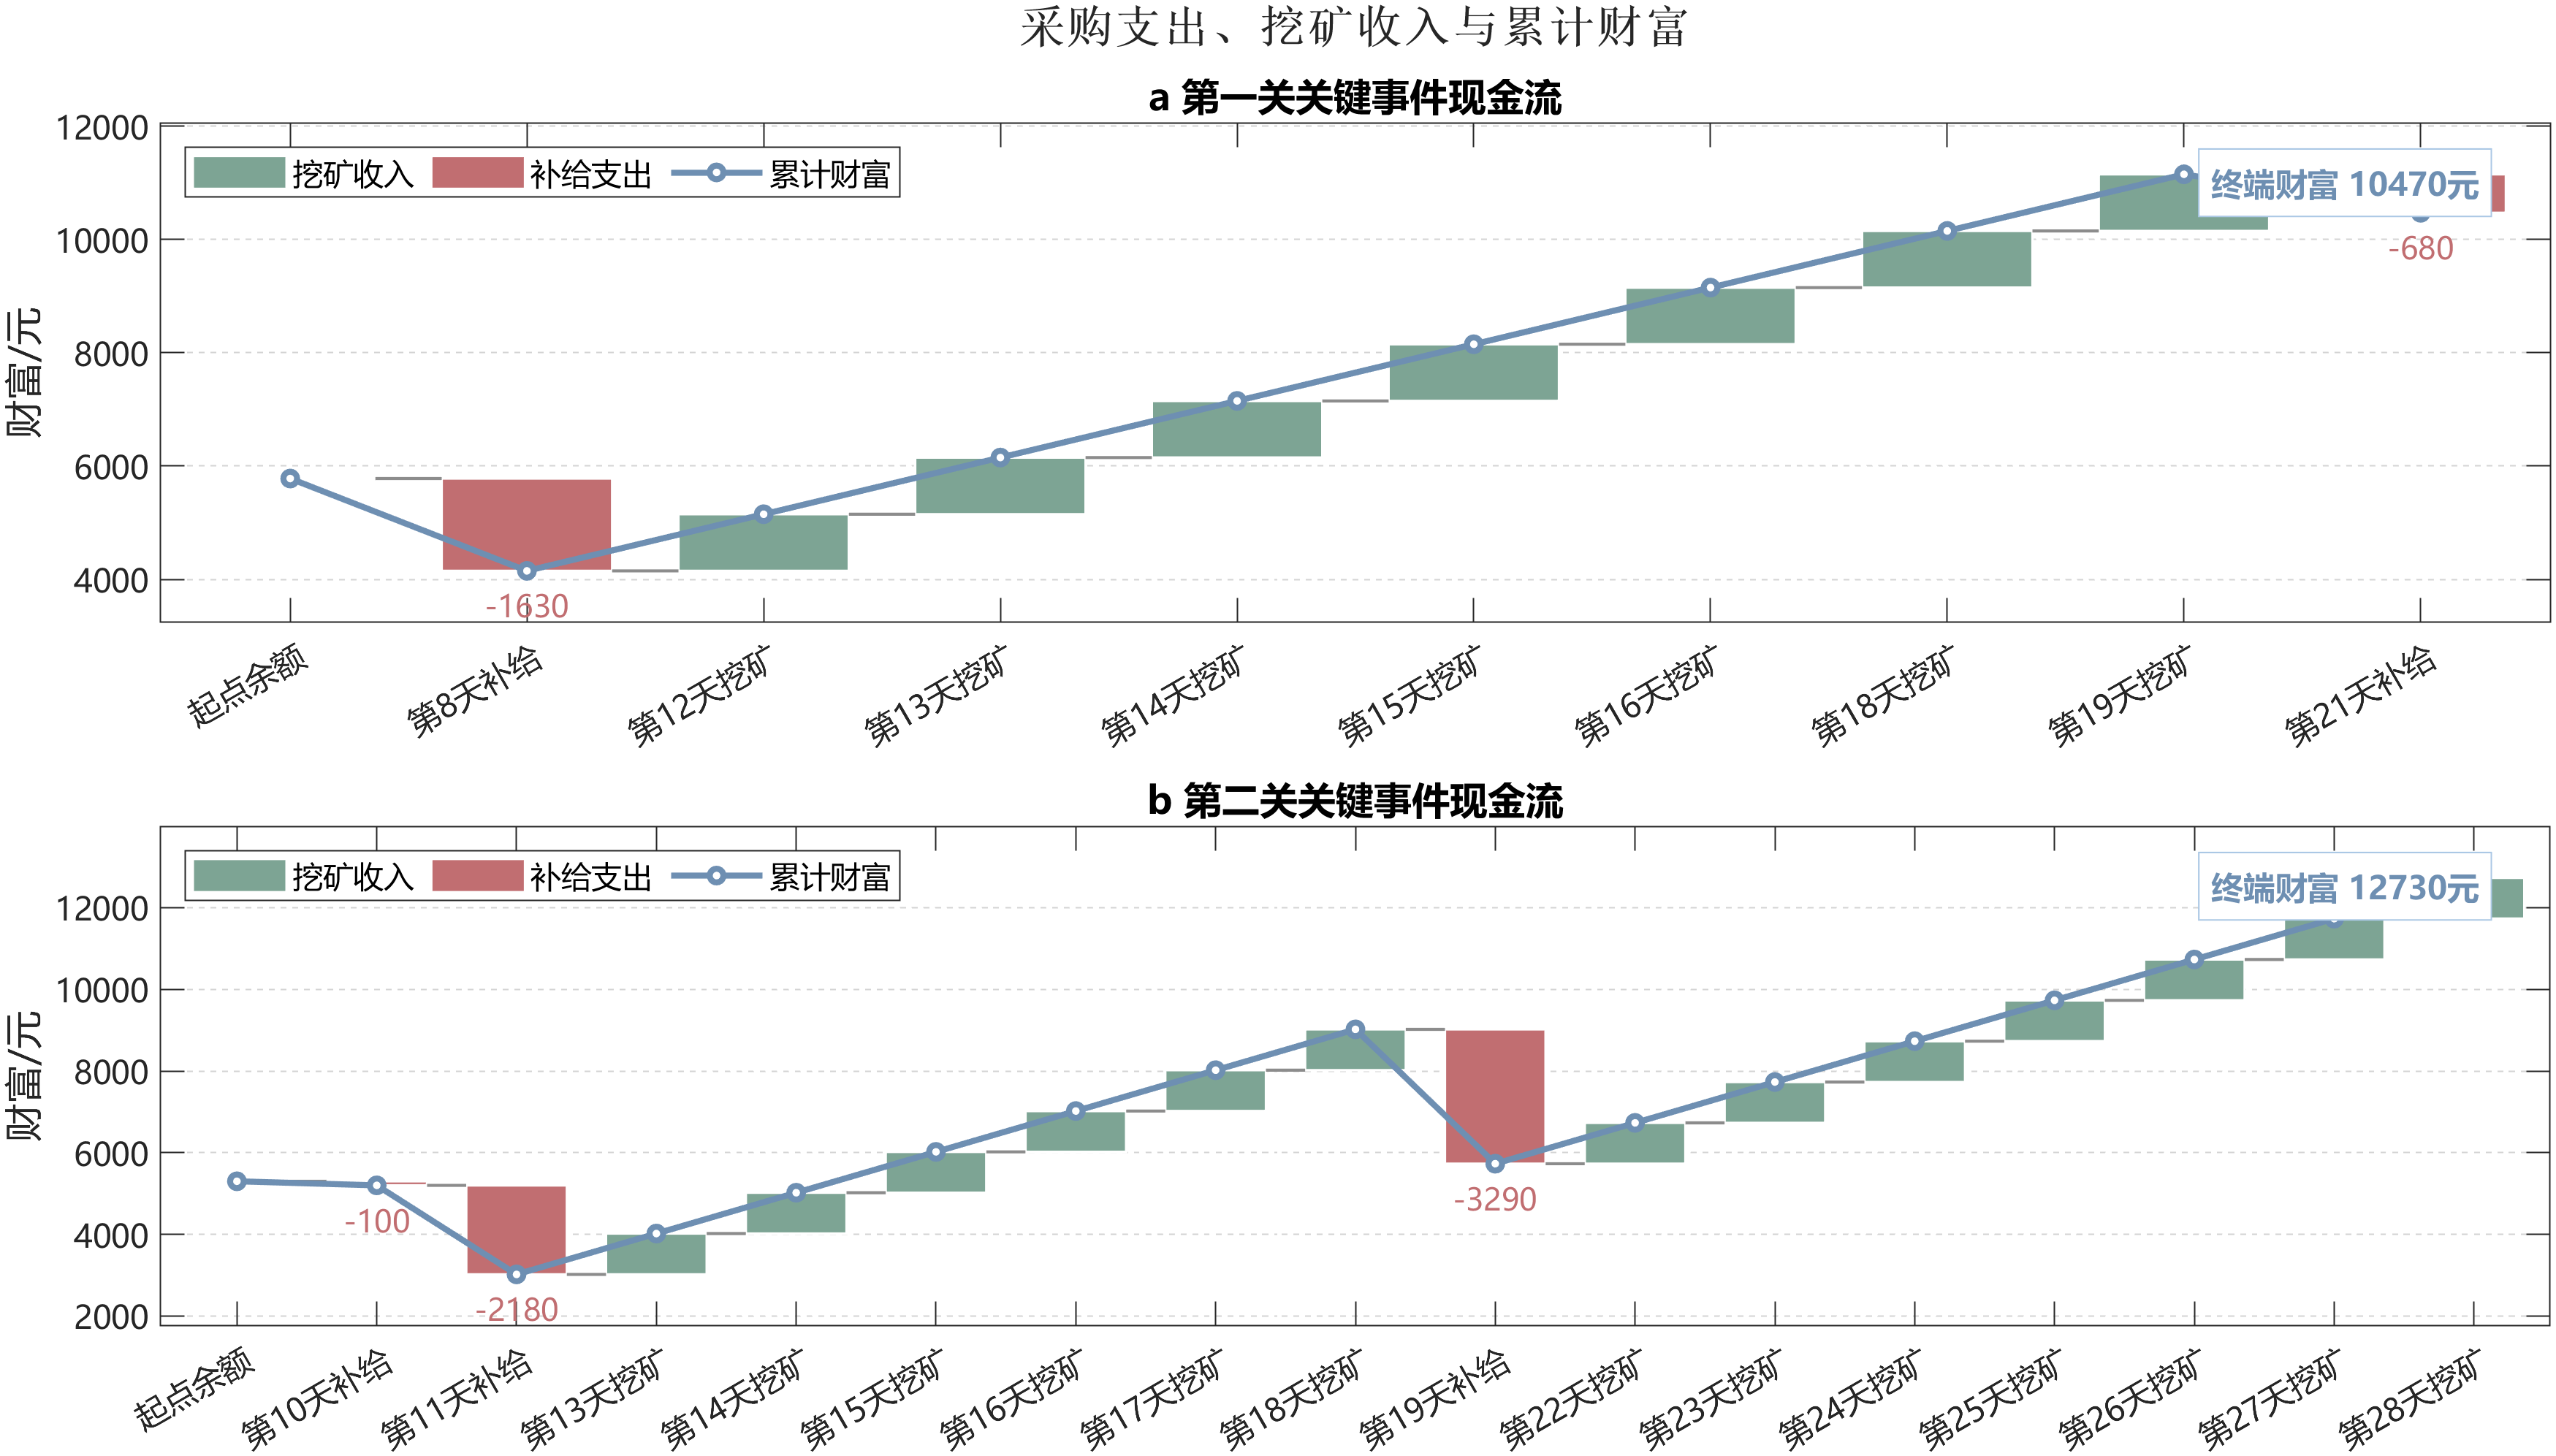 采购支出、挖矿收入与累计财富
a 第一关关键事件现金流
挖矿收入 补给支出 累计财富
终端财富 10470元
财富/元
12000
10000
8000
6000
4000
-1630
-680
起点余额 第8天补给 第12天挖矿 第13天挖矿 第14天挖矿 第15天挖矿 第16天挖矿 第18天挖矿 第19天挖矿 第21天补给
b 第二关关键事件现金流
挖矿收入 补给支出 累计财富
终端财富 12730元
财富/元
12000
10000
8000
6000
4000
2000
-100
-2180
-3290
起点余额 第10天补给 第11天补给 第13天挖矿 第14天挖矿 第15天挖矿 第16天挖矿 第17天挖矿 第18天挖矿 第19天补给 第22天挖矿 第23天挖矿 第24天挖矿 第25天挖矿 第26天挖矿 第27天挖矿 第28天挖矿